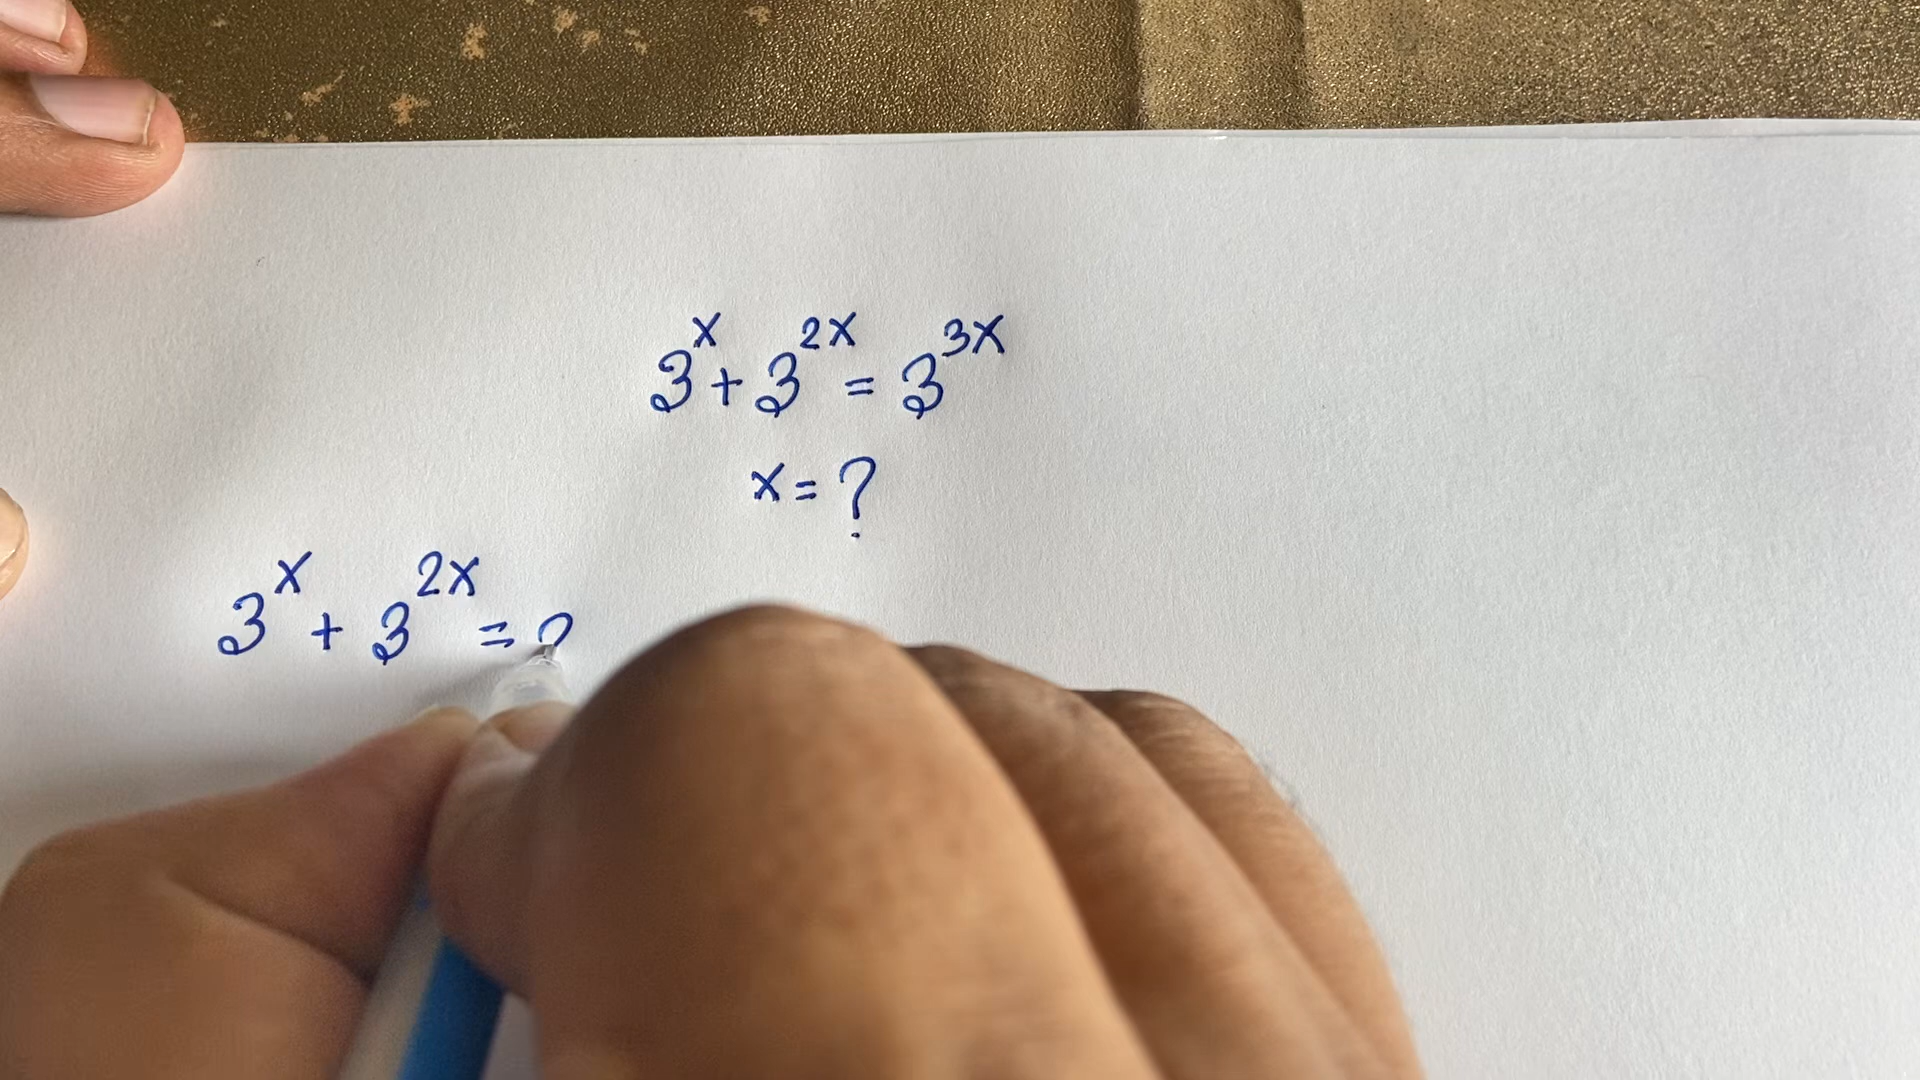 3^x + 3^2x = 3^3x
x = ?
3^x + 3^2x =